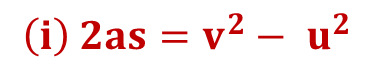 (i) 2as = v² − u²